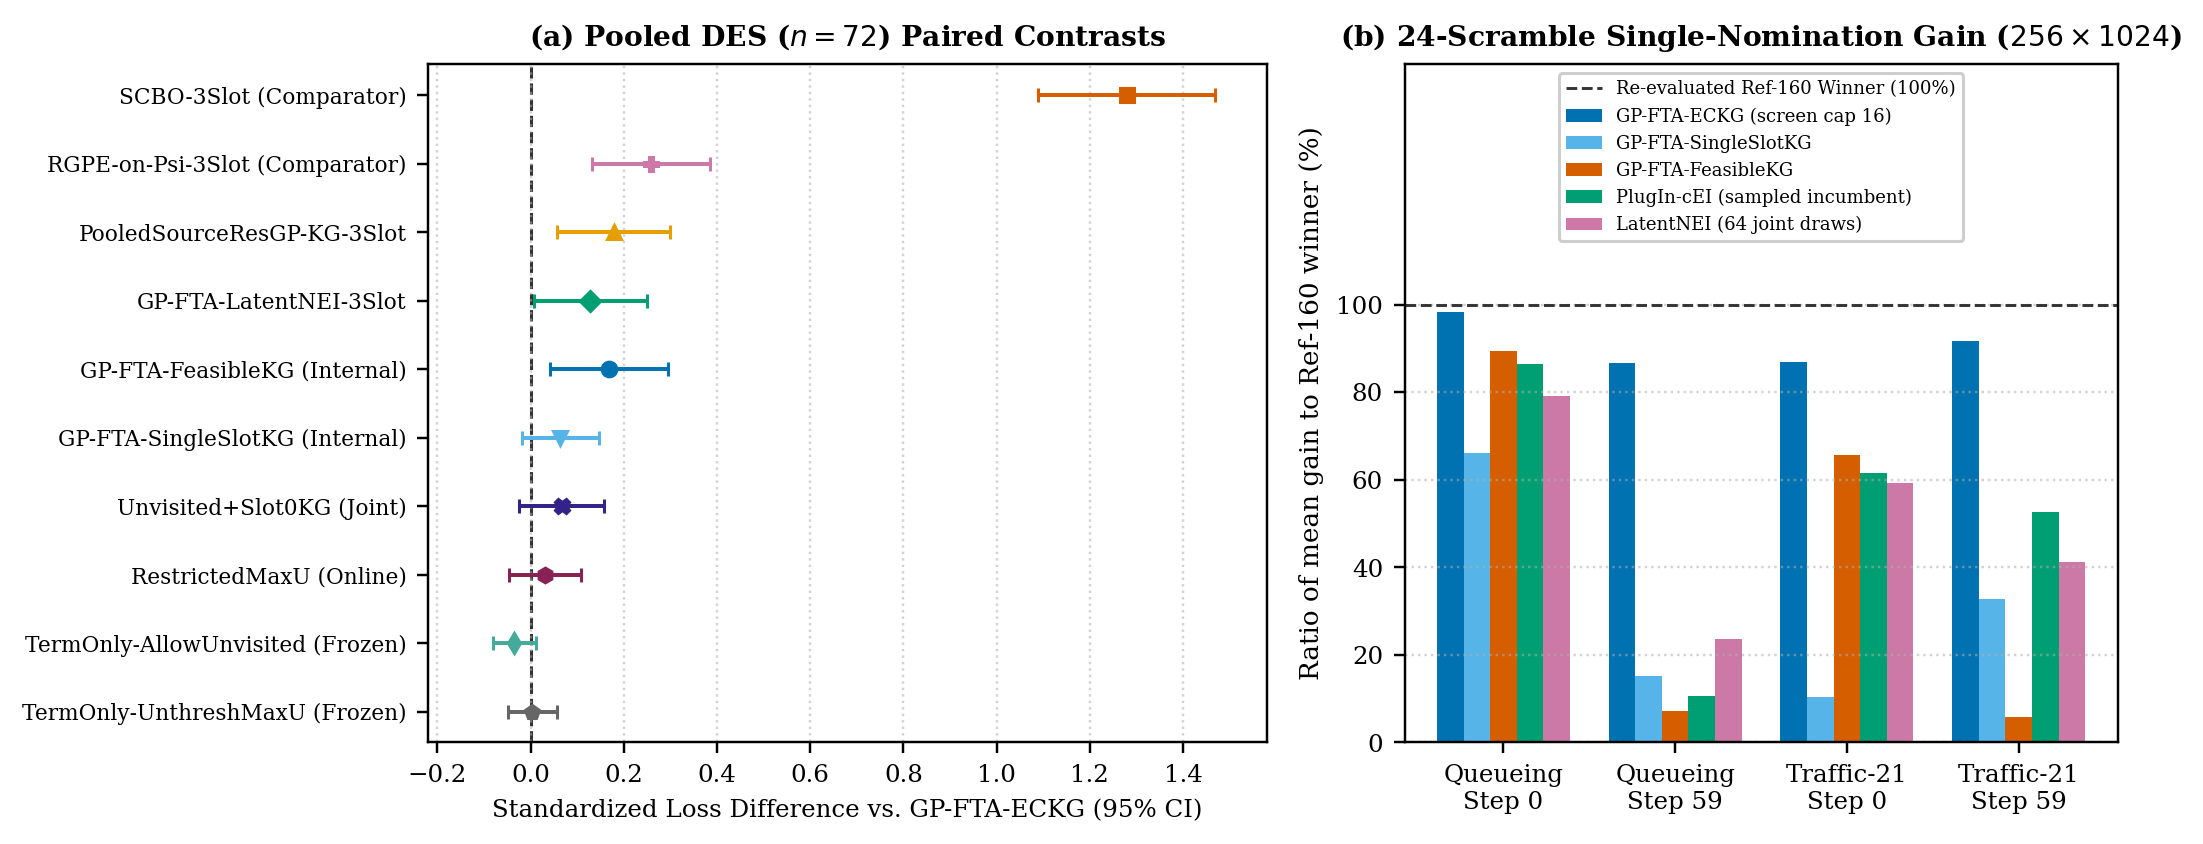 (a) Pooled DES (n = 72) Paired Contrasts
SCBO-3Slot (Comparator)
RGPE-on-Psi-3Slot (Comparator)
PooledSourceResGP-KG-3Slot
GP-FTA-LatentNEI-3Slot
GP-FTA-FeasibleKG (Internal)
GP-FTA-SingleSlotKG (Internal)
Unvisited+Slot0KG (Joint)
RestrictedMaxU (Online)
TermOnly-AllowUnvisited (Frozen)
TermOnly-UnthreshMaxU (Frozen)
−0.2 0.0 0.2 0.4 0.6 0.8 1.0 1.2 1.4
Standardized Loss Difference vs. GP-FTA-ECKG (95% CI)
(b) 24-Scramble Single-Nomination Gain (256 × 1024)
Ratio of mean gain to Ref-160 winner (%)
Re-evaluated Ref-160 Winner (100%)
GP-FTA-ECKG (screen cap 16)
GP-FTA-SingleSlotKG
GP-FTA-FeasibleKG
PlugIn-cEI (sampled incumbent)
LatentNEI (64 joint draws)
100
80
60
40
20
0
Queueing Step 0
Queueing Step 59
Traffic-21 Step 0
Traffic-21 Step 59